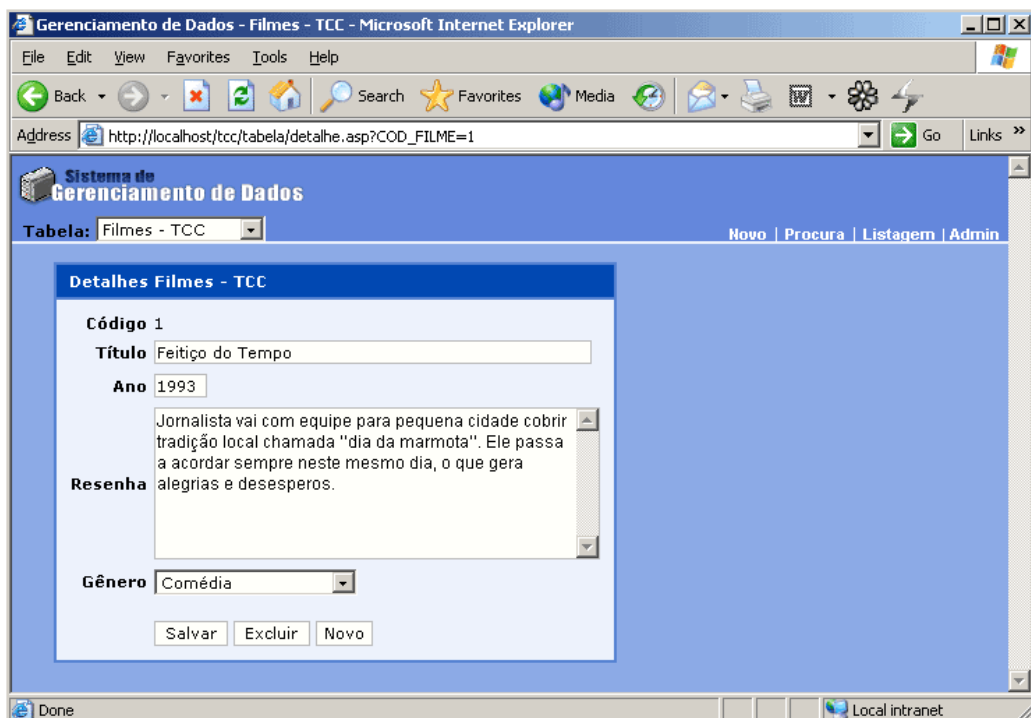 Gerenciamento de Dados - Filmes - TCC - Microsoft Internet Explorer
File Edit View Favorites Tools Help
Back Search Favorites Media
Address http://localhost/tcc/tabela/detalhe.asp?COD_FILME=1 Go Links »
Sistema de
Gerenciamento de Dados
Tabela: Filmes - TCC
Novo | Procura | Listagem | Admin
Detalhes Filmes - TCC
Código 1
Título Feitiço do Tempo
Ano 1993
Resenha
Jornalista vai com equipe para pequena cidade cobrir
tradição local chamada "dia da marmota". Ele passa
a acordar sempre neste mesmo dia, o que gera
alegrias e desesperos.
Gênero Comédia
Salvar Excluir Novo
Done Local intranet